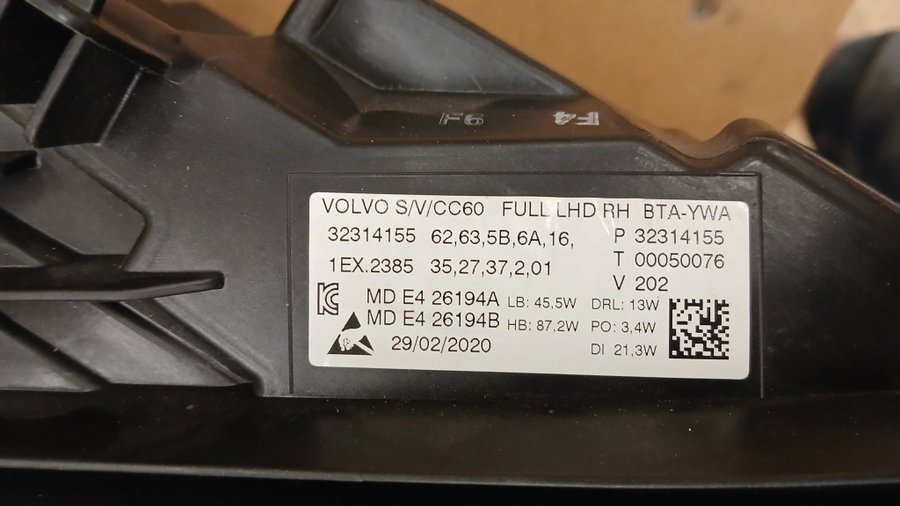 F4
VOLVO S/V/CC60 FULL LHD RH BTA-YWA
32314155 62,63,5B,6A,16, P 32314155
1EX.2385 35,27,37,2,01 T 00050076
V 202
MD E4 26194A LB: 45,5W DRL: 13W
MD E4 26194B HB: 87,2W PO: 3,4W
29/02/2020 DI 21,3W